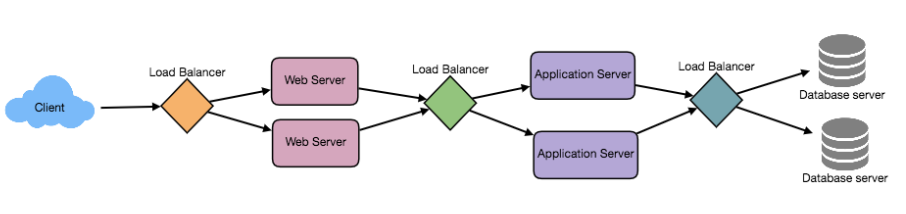 Client
Load Balancer
Web Server
Web Server
Load Balancer
Application Server
Application Server
Load Balancer
Database server
Database server